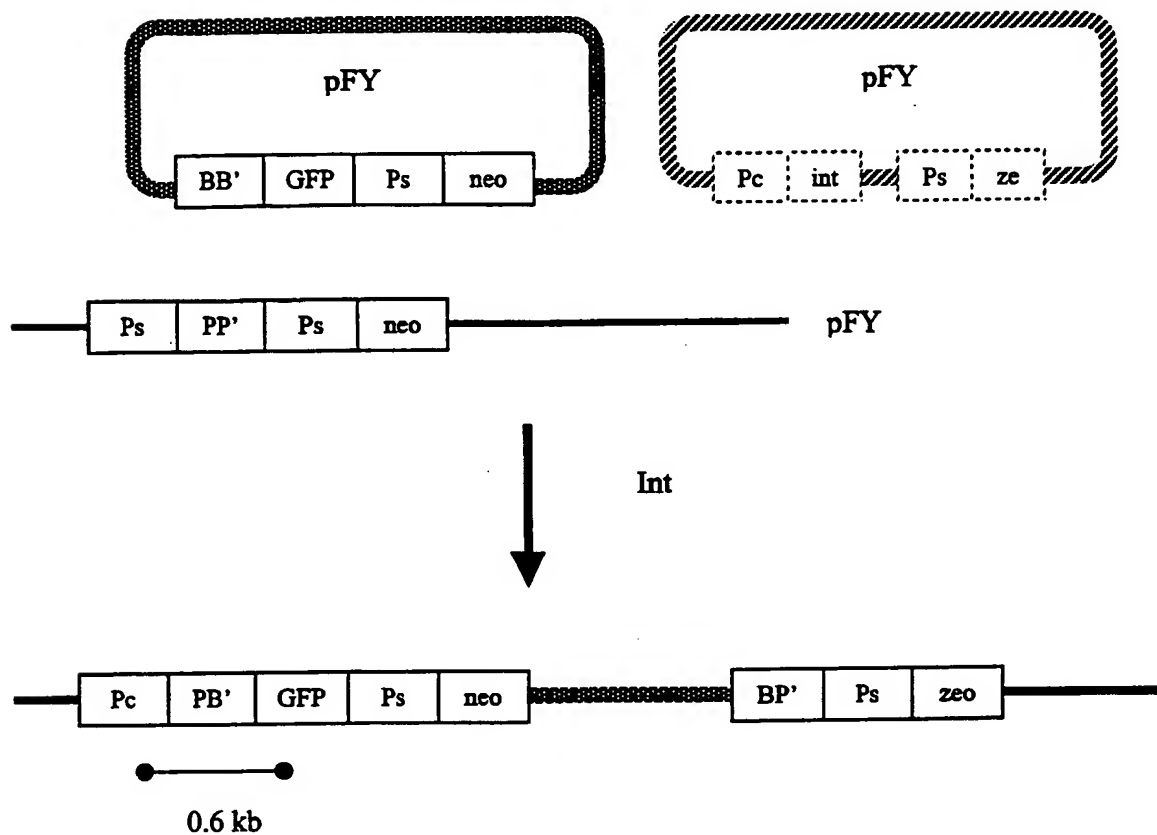 pFY pFY
BB' GFP Ps neo Pc int Ps ze
Ps PP' Ps neo pFY
Int
Pc PB' GFP Ps neo BP' Ps zeo
0.6 kb